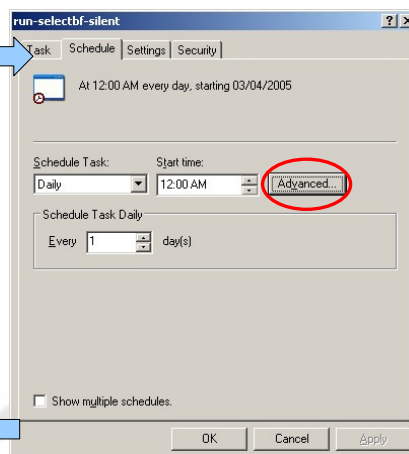 run-selectbf-silent
Task Schedule Settings Security
At 12:00 AM every day, starting 03/04/2005
Schedule Task: Start time:
Daily 12:00 AM Advanced...
Schedule Task Daily
Every 1 day(s)
Show multiple schedules.
OK Cancel Apply